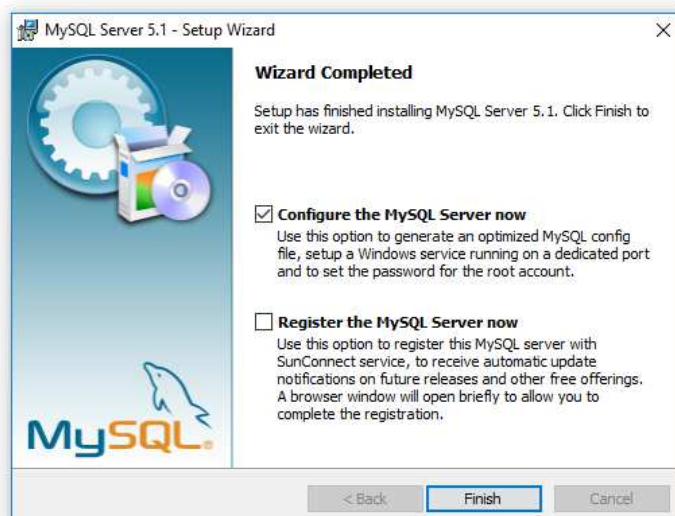 MySQL Server 5.1 - Setup Wizard
Wizard Completed
Setup has finished installing MySQL Server 5.1. Click Finish to
exit the wizard.
Configure the MySQL Server now
Use this option to generate an optimized MySQL config
file, setup a Windows service running on a dedicated port
and to set the password for the root account.
Register the MySQL Server now
Use this option to register this MySQL server with
SunConnect service, to receive automatic update
notifications on future releases and other free offerings.
A browser window will open briefly to allow you to
complete the registration.
MySQL
< Back
Finish
Cancel